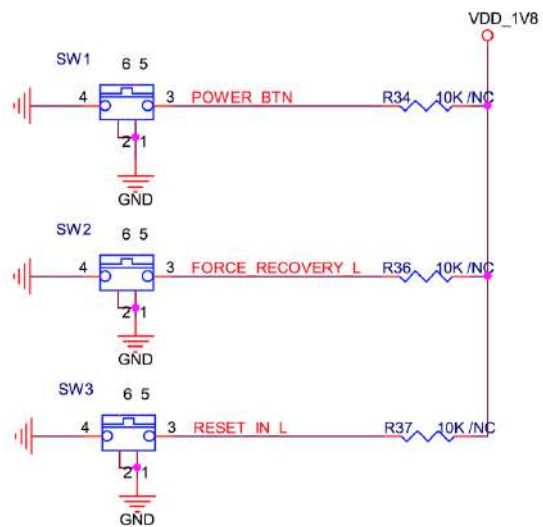 VDD_1V8
SW1
6 5
4
3
POWER_BTN
R34
10K /NC
2
1
GND
SW2
6 5
4
3
FORCE_RECOVERY_L
R36
10K /NC
2
1
GND
SW3
6 5
4
3
RESET_IN_L
R37
10K /NC
2
1
GND